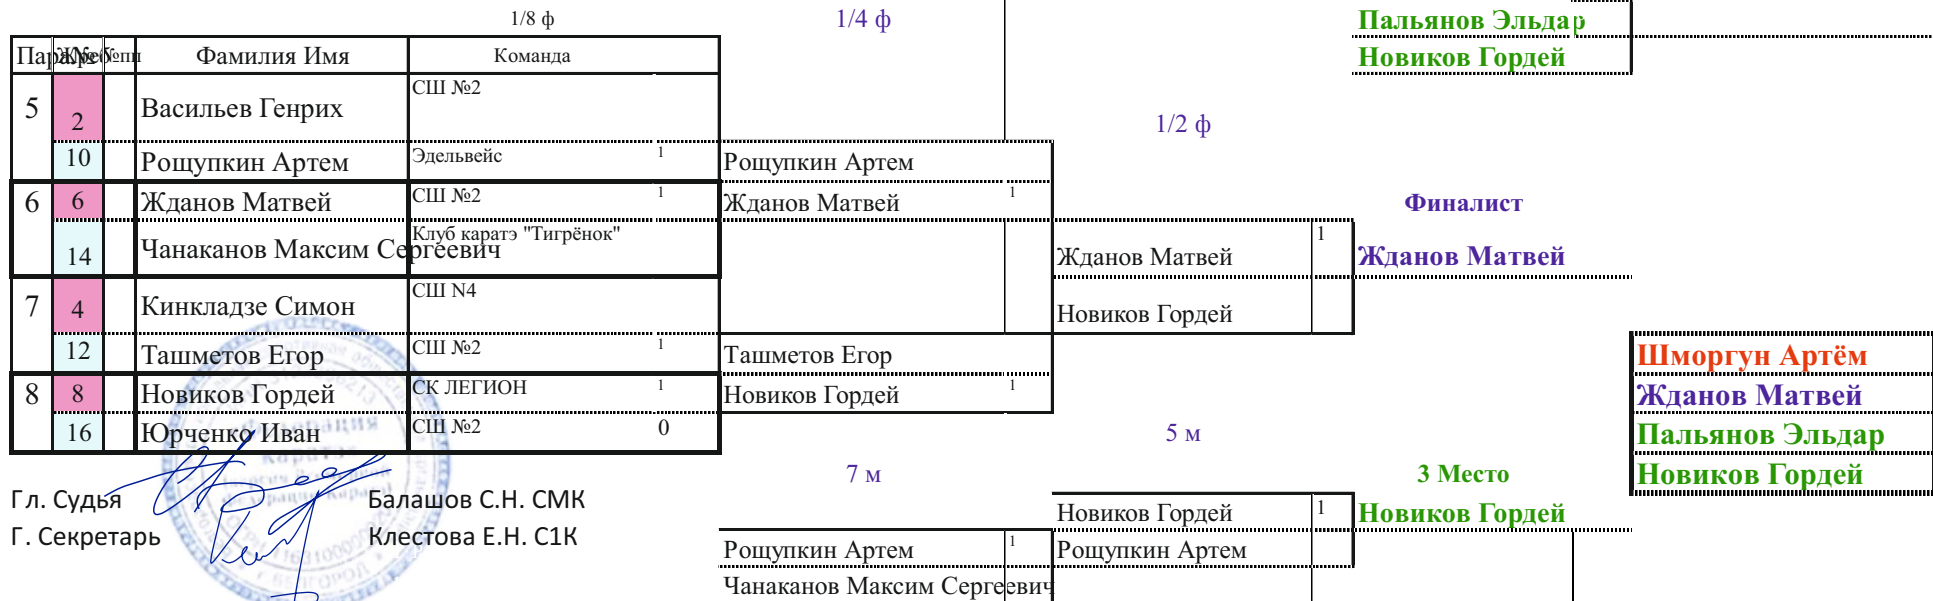 1/8 ф
1/4 ф
Пальянов Эльдар
Новиков Гордей
Пара № Жреб №пп Фамилия Имя Команда
5 2 Васильев Генрих СШ №2
1/2 ф
10 Рощупкин Артем Эдельвейс 1 Рощупкин Артем
6 6 Жданов Матвей СШ №2 1 Жданов Матвей 1
Финалист
14 Чанаканов Максим Сергеевич Клуб каратэ "Тигрёнок"
Жданов Матвей 1 Жданов Матвей
7 4 Кинкладзе Симон СШ N4
Новиков Гордей
12 Ташметов Егор СШ №2 1 Ташметов Егор
Шморгун Артём
8 8 Новиков Гордей СК ЛЕГИОН 1 Новиков Гордей 1
Жданов Матвей
16 Юрченко Иван СШ №2 0
5 м
Пальянов Эльдар
7 м
3 Место
Новиков Гордей
Гл. Судья Балашов С.Н. СМК
Новиков Гордей 1 Новиков Гордей
Г. Секретарь Клестова Е.Н. С1К
Рощупкин Артем 1 Рощупкин Артем
Чанаканов Максим Сергеевич